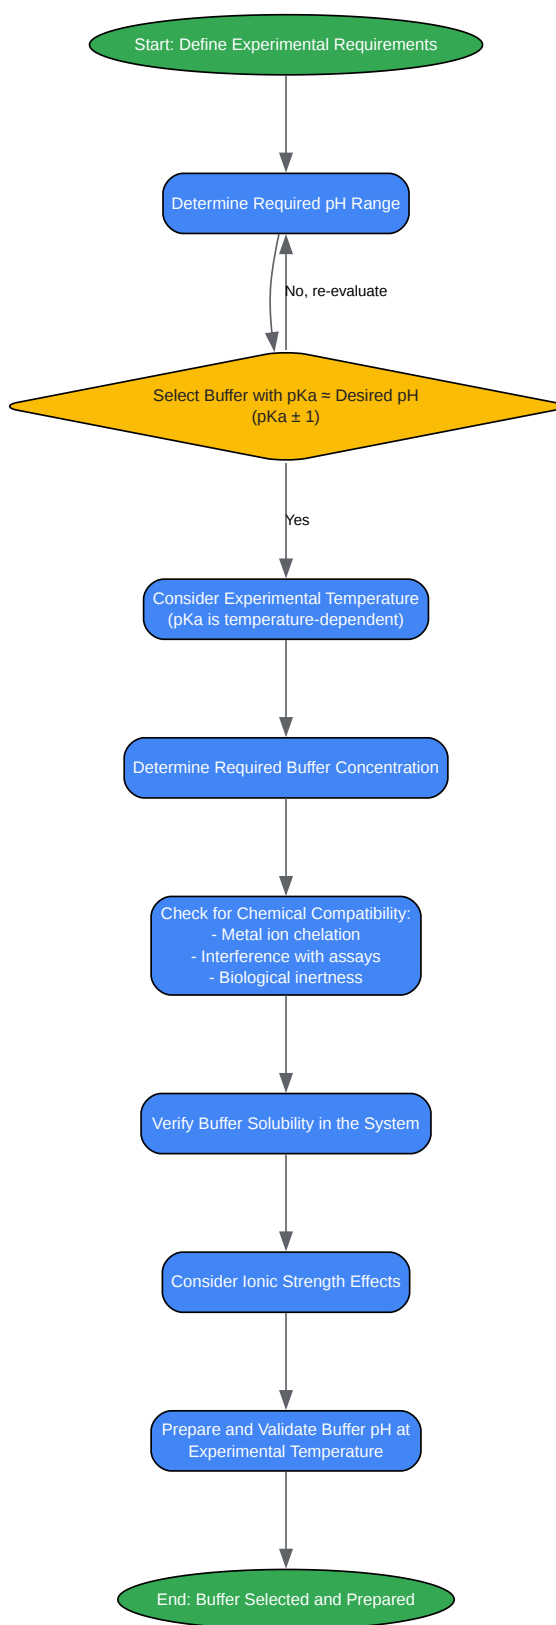 Start: Define Experimental Requirements
Determine Required pH Range
No, re-evaluate
Select Buffer with pKa ≈ Desired pH
(pKa ± 1)
Yes
Consider Experimental Temperature
(pKa is temperature-dependent)
Determine Required Buffer Concentration
Check for Chemical Compatibility:
- Metal ion chelation
- Interference with assays
- Biological inertness
Verify Buffer Solubility in the System
Consider Ionic Strength Effects
Prepare and Validate Buffer pH at
Experimental Temperature
End: Buffer Selected and Prepared